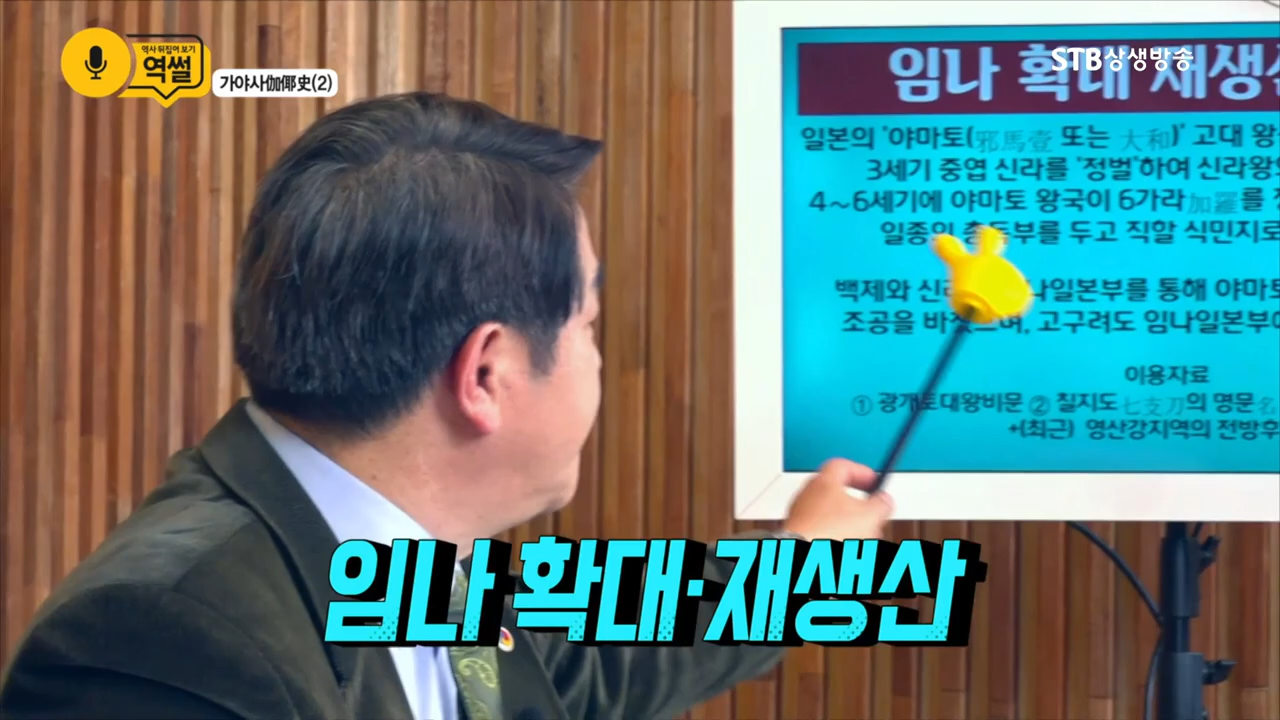 역사 뒤집어 보기
역썰
가야사伽倻史(2)
STB상생방송
임나 확대 재생
일본의 '야마토(邪馬壹 또는 大和)' 고대 왕
3세기 중엽 신라를 '정벌'하여 신라왕
4~6세기에 야마토 왕국이 6가라加羅를
일종의 총독부를 두고 직할 식민지로
백제와 나일본부를 통해 야마토
조공을 며, 고구려도 임나일본부
이용자료
① 광개토대왕비문 ② 칠지도七支刀의 명문名
+(최근) 영산강지역의 전방후
임나 확대·재생산